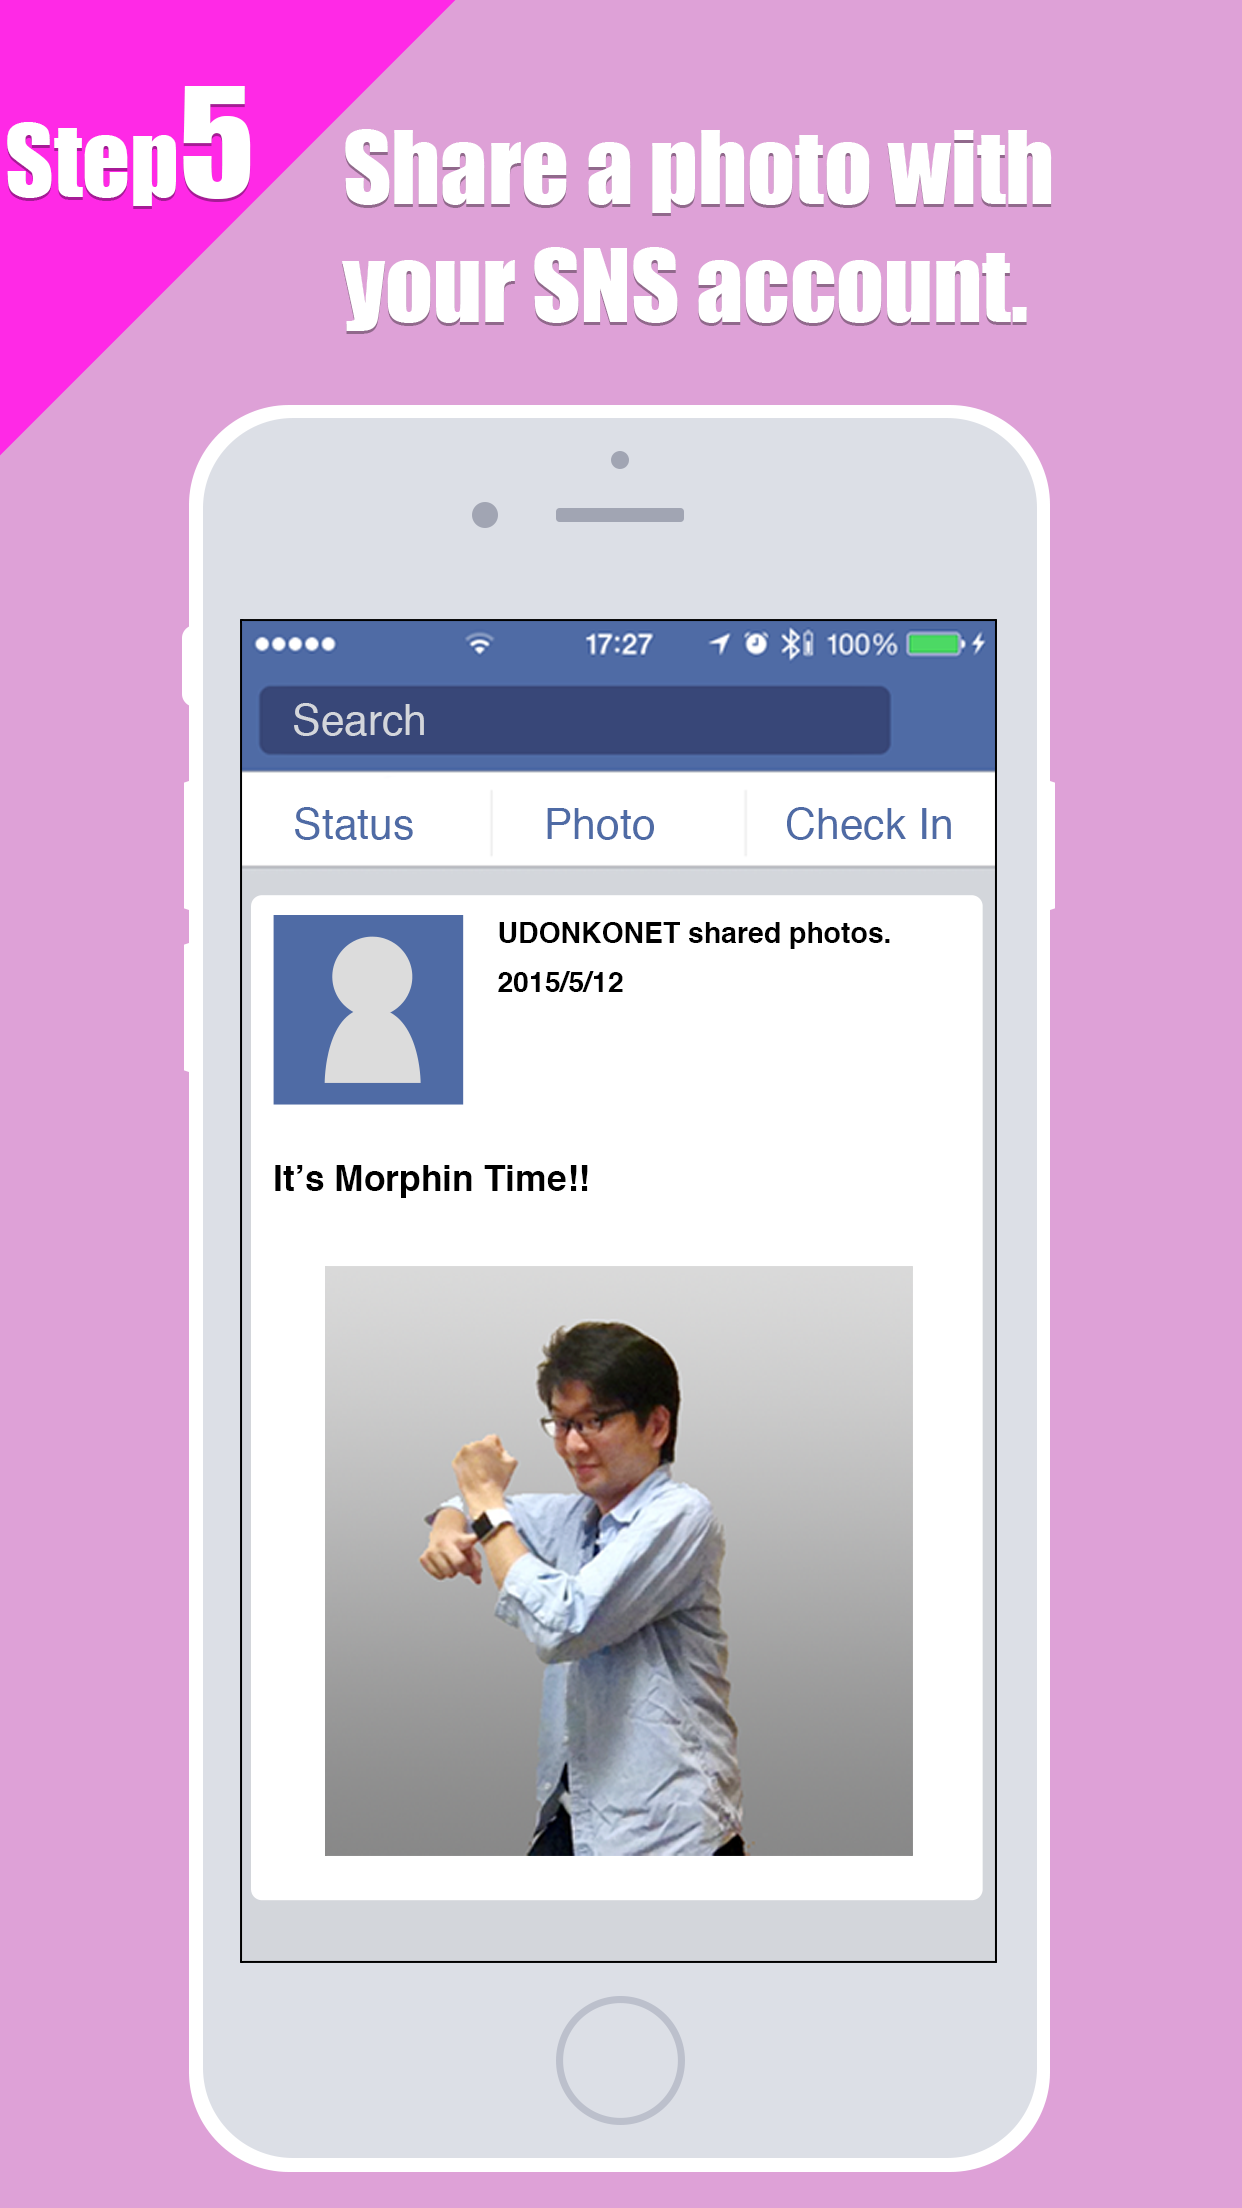 Step5
Share a photo with
your SNS account.
17:27 100%
Search
Status Photo Check In
UDONKONET shared photos.
2015/5/12
It’s Morphin Time!!